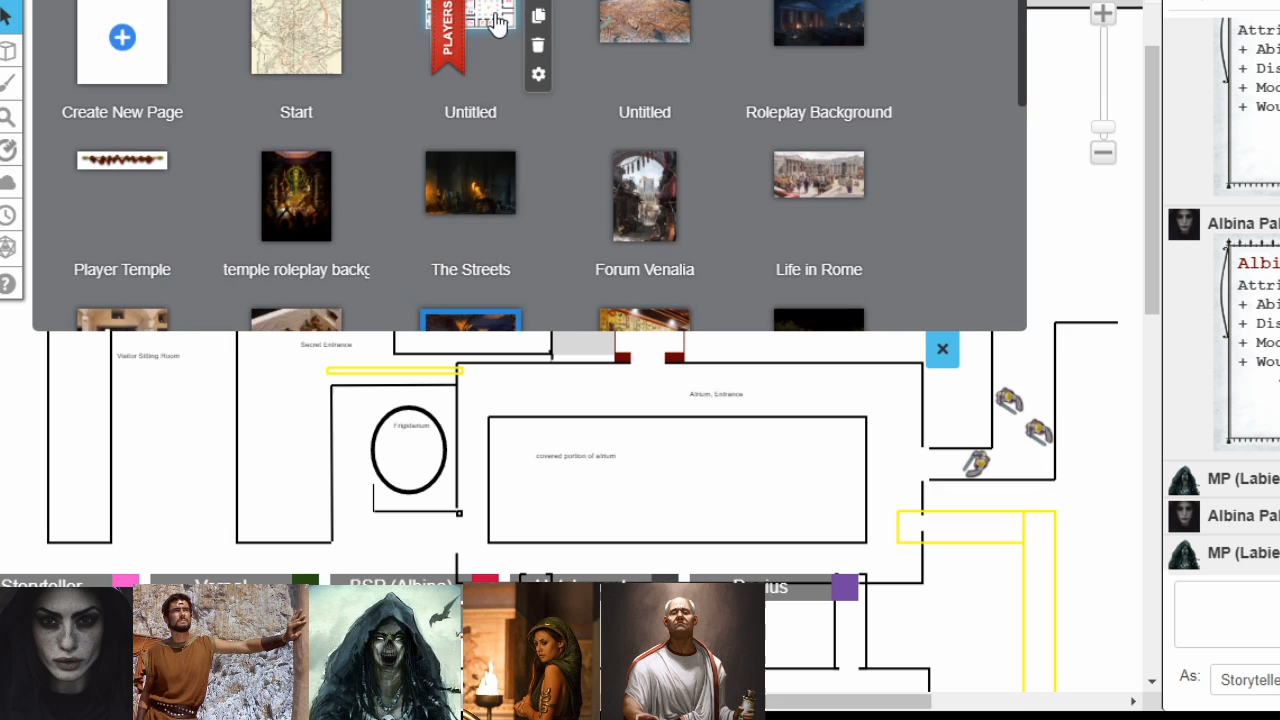 PLAYERS
Create New Page
Start
Untitled
Untitled
Roleplay Background
Player Temple
temple roleplay backg
The Streets
Forum Venalia
Life in Rome
Visitor Sitting Room
Secret Entrance
Atrium, Entrance
Frigidarium
covered portion of atrium
Storyteller
BSP (Albina)
Attri
+ Abi
+ Dis
+ Moo
+ Wou
Albina Pal
Albi
Attri
+ Abi
+ Dis
+ Moo
+ Wou
MP (Labie
Albina Pal
MP (Labie
As:
Storytelle